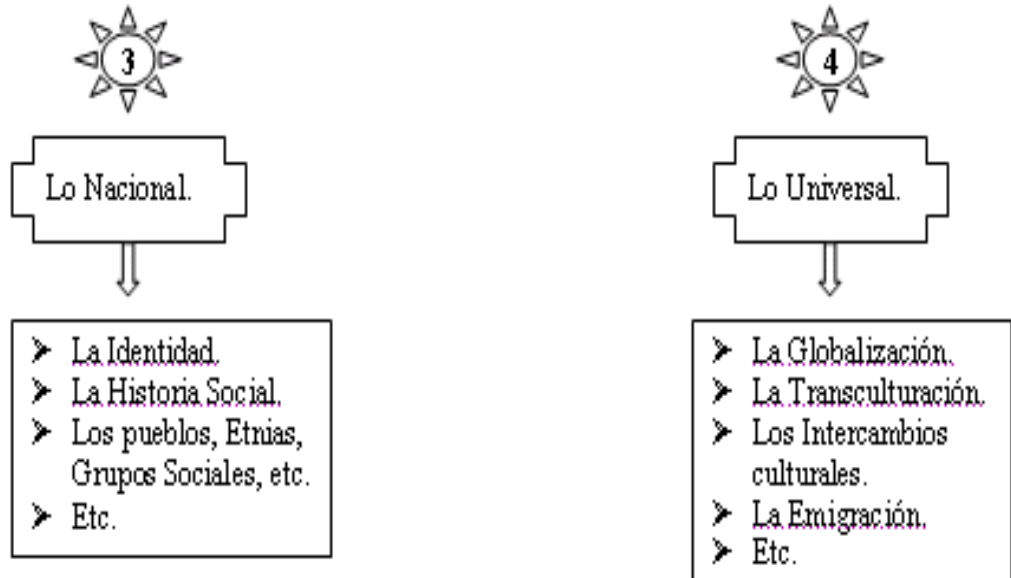 3
Lo Nacional.
La Identidad.
La Historia Social.
Los pueblos, Etnias,
Grupos Sociales, etc.
Etc.
4
Lo Universal.
La Globalización.
La Transculturación.
Los Intercambios
culturales.
La Emigración.
Etc.